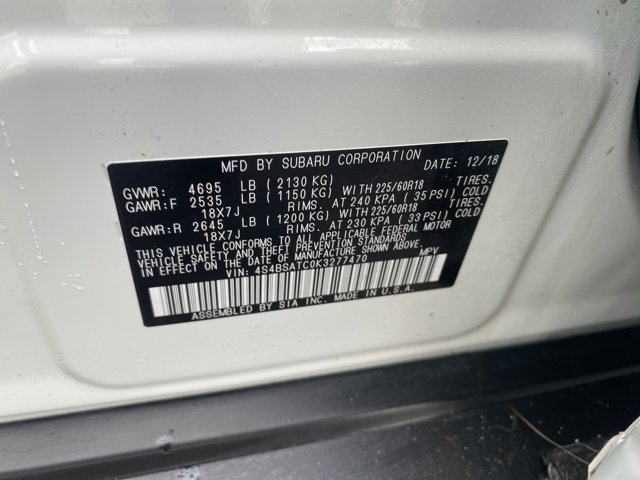 MFD BY SUBARU CORPORATION DATE: 12/18
GVWR: 4695 LB (2130 KG)
GAWR:F 2535 LB (1150 KG) WITH 225/60R18 TIRES.
18X7J RIMS. AT 240 KPA (35 PSI) COLD
GAWR:R 2645 LB (1200 KG) WITH 225/60R18 TIRES.
18X7J RIMS. AT 230 KPA (33 PSI) COLD
THIS VEHICLE CONFORMS TO ALL APPLICABLE FEDERAL MOTOR
VEHICLE SAFETY STANDARDS IN EFFECT ON THE
DATE OF MANUFACTURE SHOWN ABOVE.
VIN: 4S4BSATC0K3277470 MPV
ASSEMBLED BY SIA INC. MADE IN U.S.A.